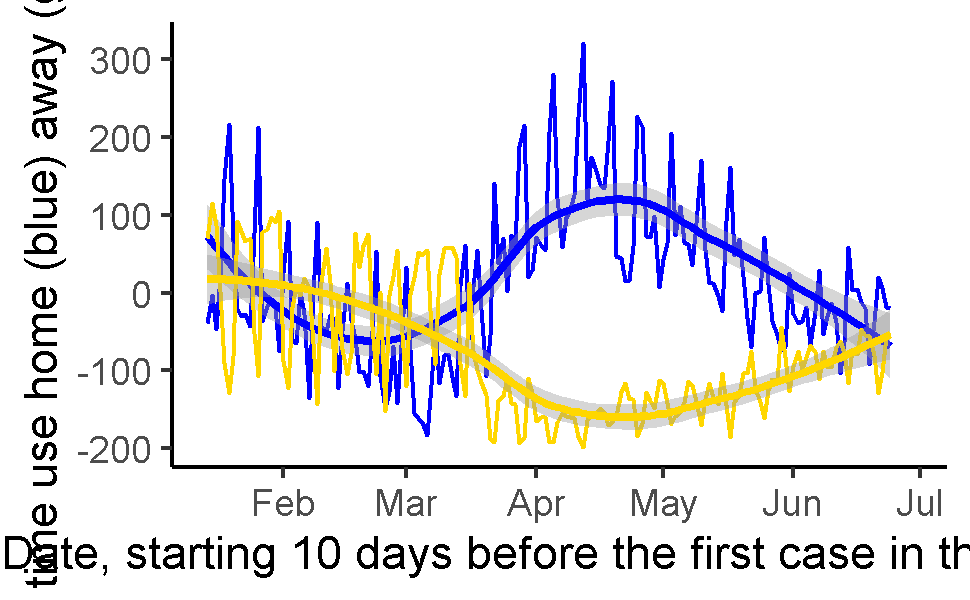 time use home (blue) away (
300
200
100
0
-100
-200
Feb Mar Apr May Jun Jul
Date, starting 10 days before the first case in th